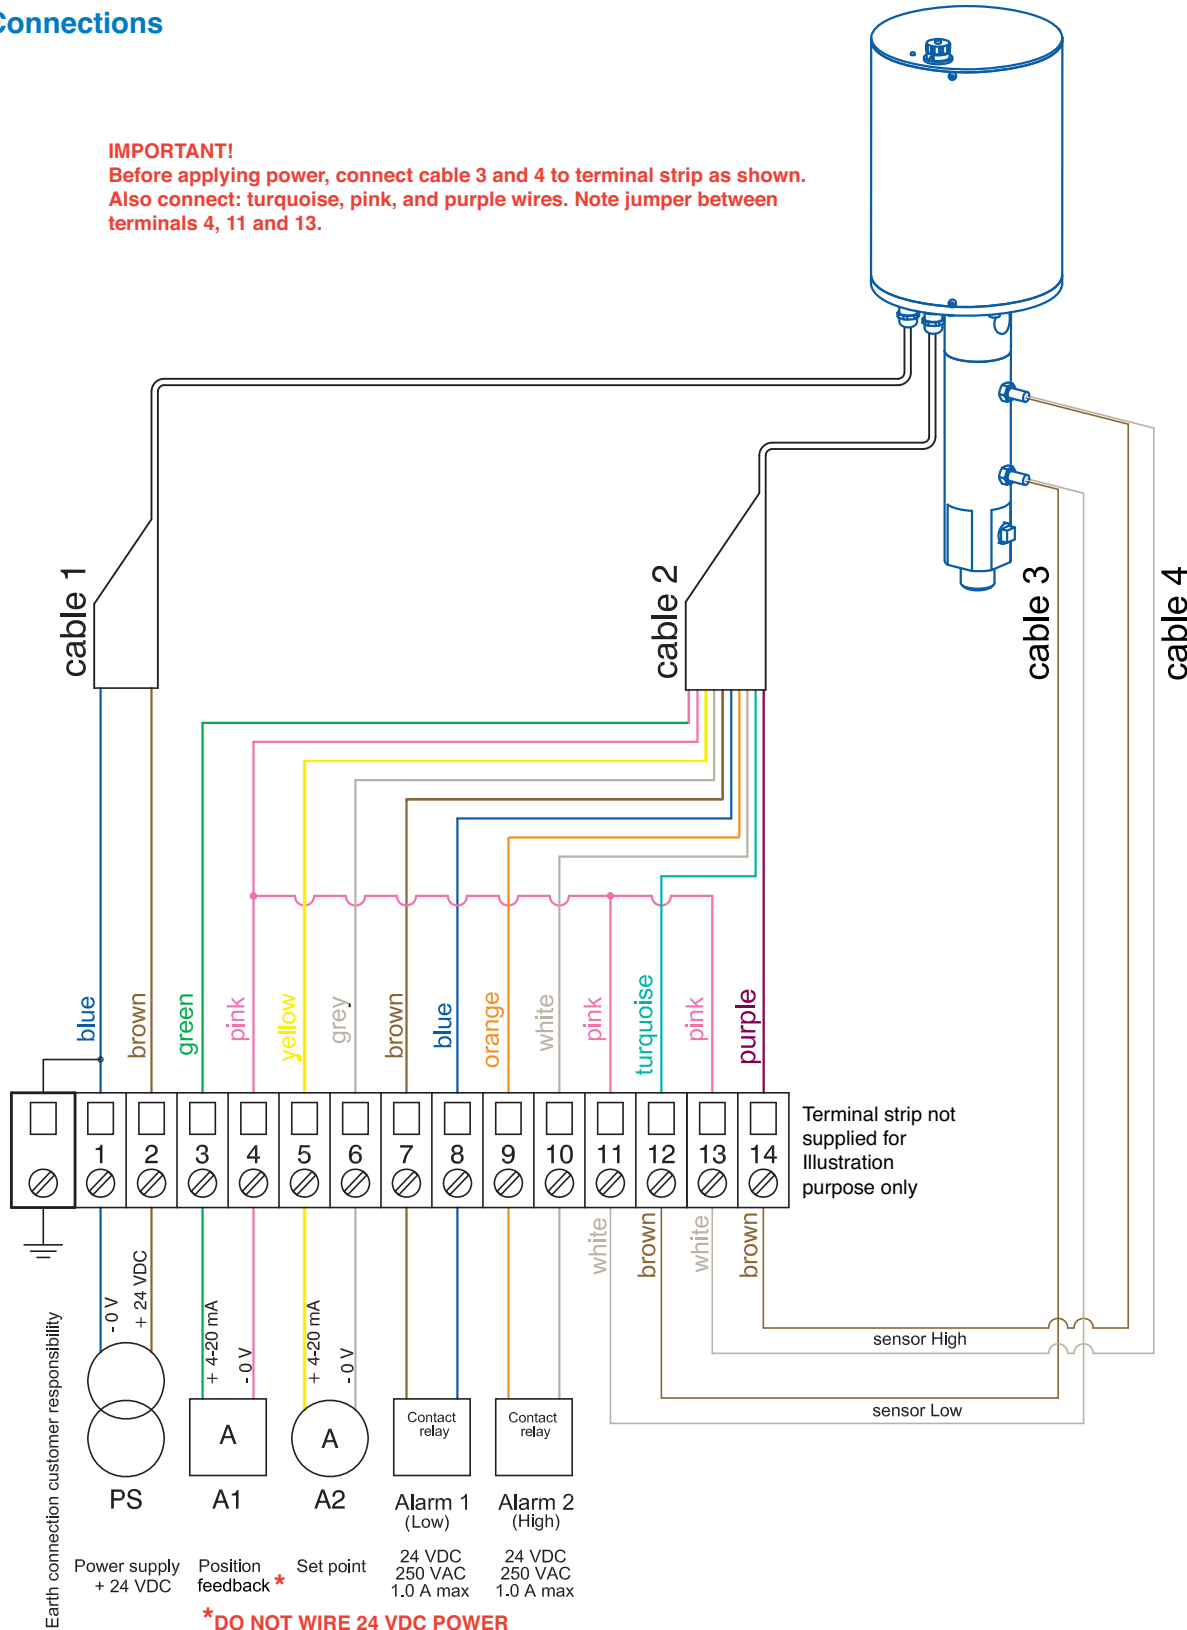 Connections
IMPORTANT!
Before applying power, connect cable 3 and 4 to terminal strip as shown.
Also connect: turquoise, pink, and purple wires. Note jumper between
terminals 4, 11 and 13.
cable 1
cable 2
cable 3
cable 4
blue
brown
green
pink
yellow
grey
brown
blue
orange
white
pink
turquoise
pink
purple
1
2
3
4
5
6
7
8
9
10
11
12
13
14
Terminal strip not
supplied for
Illustration
purpose only
white
brown
white
brown
- 0 V
+ 24 VDC
+ 4-20 mA
- 0 V
+ 4-20 mA
- 0 V
sensor High
sensor Low
Earth connection customer responsibility
A
A
Contact
relay
Contact
relay
PS
A1
A2
Alarm 1
(Low)
Alarm 2
(High)
Power supply
+ 24 VDC
Position
feedback *
Set point
24 VDC
250 VAC
1.0 A max
24 VDC
250 VAC
1.0 A max
*DO NOT WIRE 24 VDC POWER